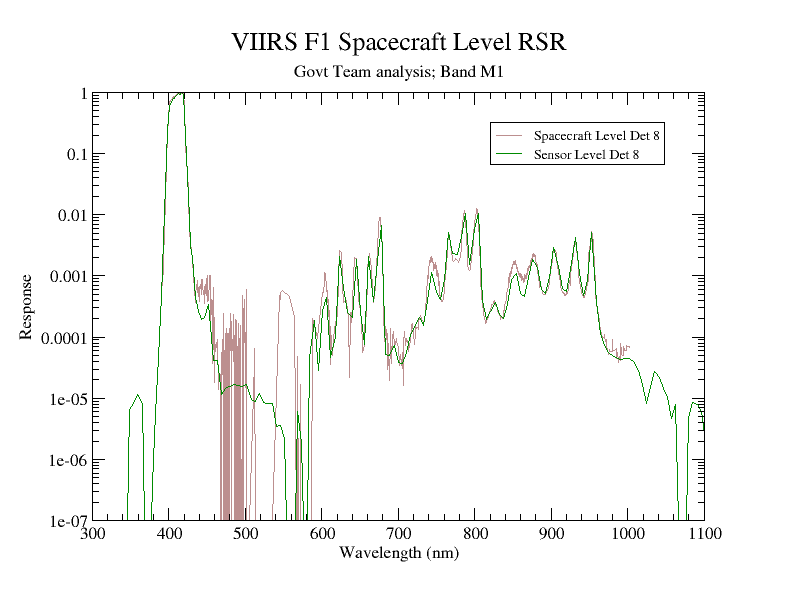 VIIRS F1 Spacecraft Level RSR
Govt Team analysis; Band M1
Spacecraft Level Det 8
Sensor Level Det 8
Response
1
0.1
0.01
0.001
0.0001
1e-05
1e-06
1e-07
300 400 500 600 700 800 900 1000 1100
Wavelength (nm)